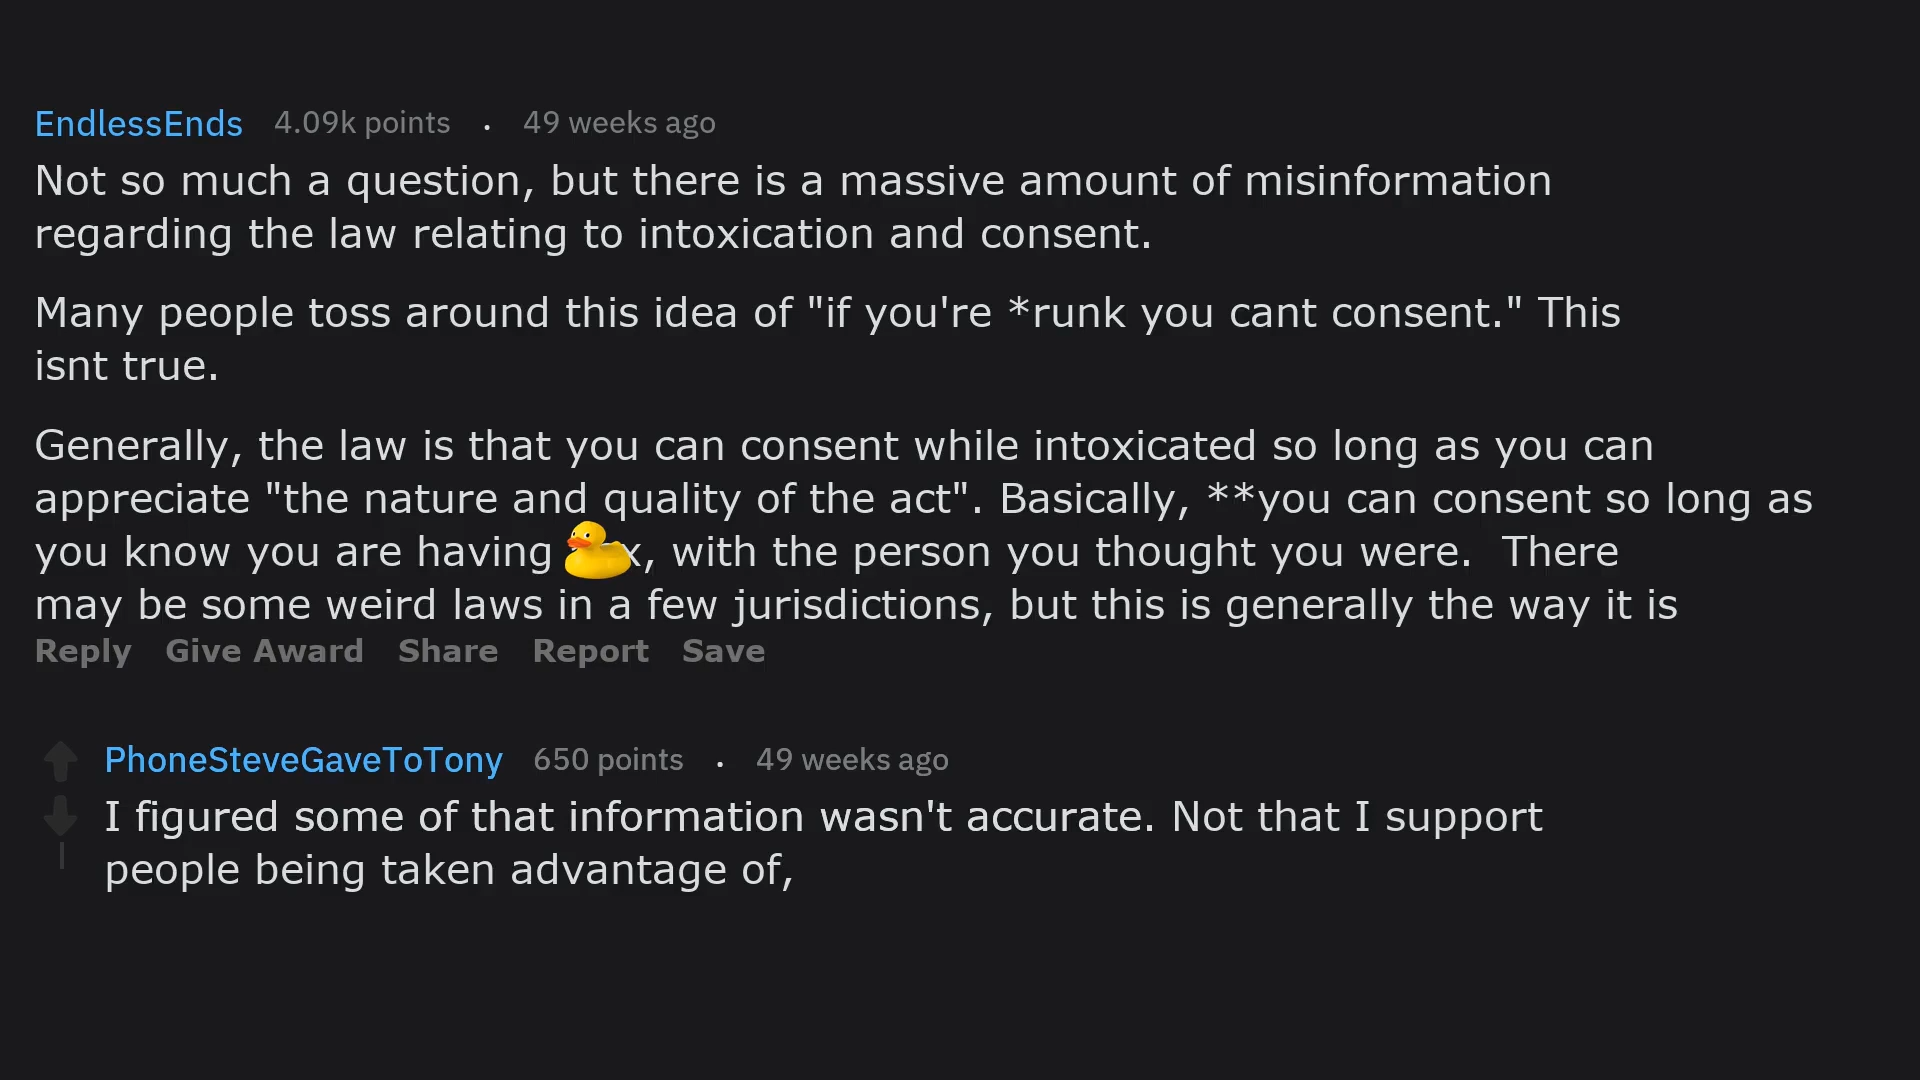 EndlessEnds 4.09k points . 49 weeks ago
Not so much a question, but there is a massive amount of misinformation
regarding the law relating to intoxication and consent.
Many people toss around this idea of "if you're *runk you cant consent." This
isnt true.
Generally, the law is that you can consent while intoxicated so long as you can
appreciate "the nature and quality of the act". Basically, **you can consent so long as
you know you are having x, with the person you thought you were. There
may be some weird laws in a few jurisdictions, but this is generally the way it is
Reply Give Award Share Report Save
PhoneSteveGaveToTony 650 points . 49 weeks ago
I figured some of that information wasn't accurate. Not that I support
people being taken advantage of,